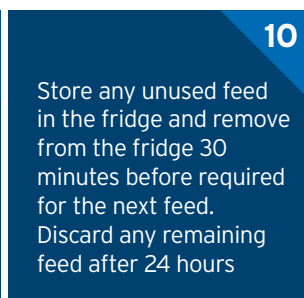 10
Store any unused feed
in the fridge and remove
from the fridge 30
minutes before required
for the next feed.
Discard any remaining
feed after 24 hours